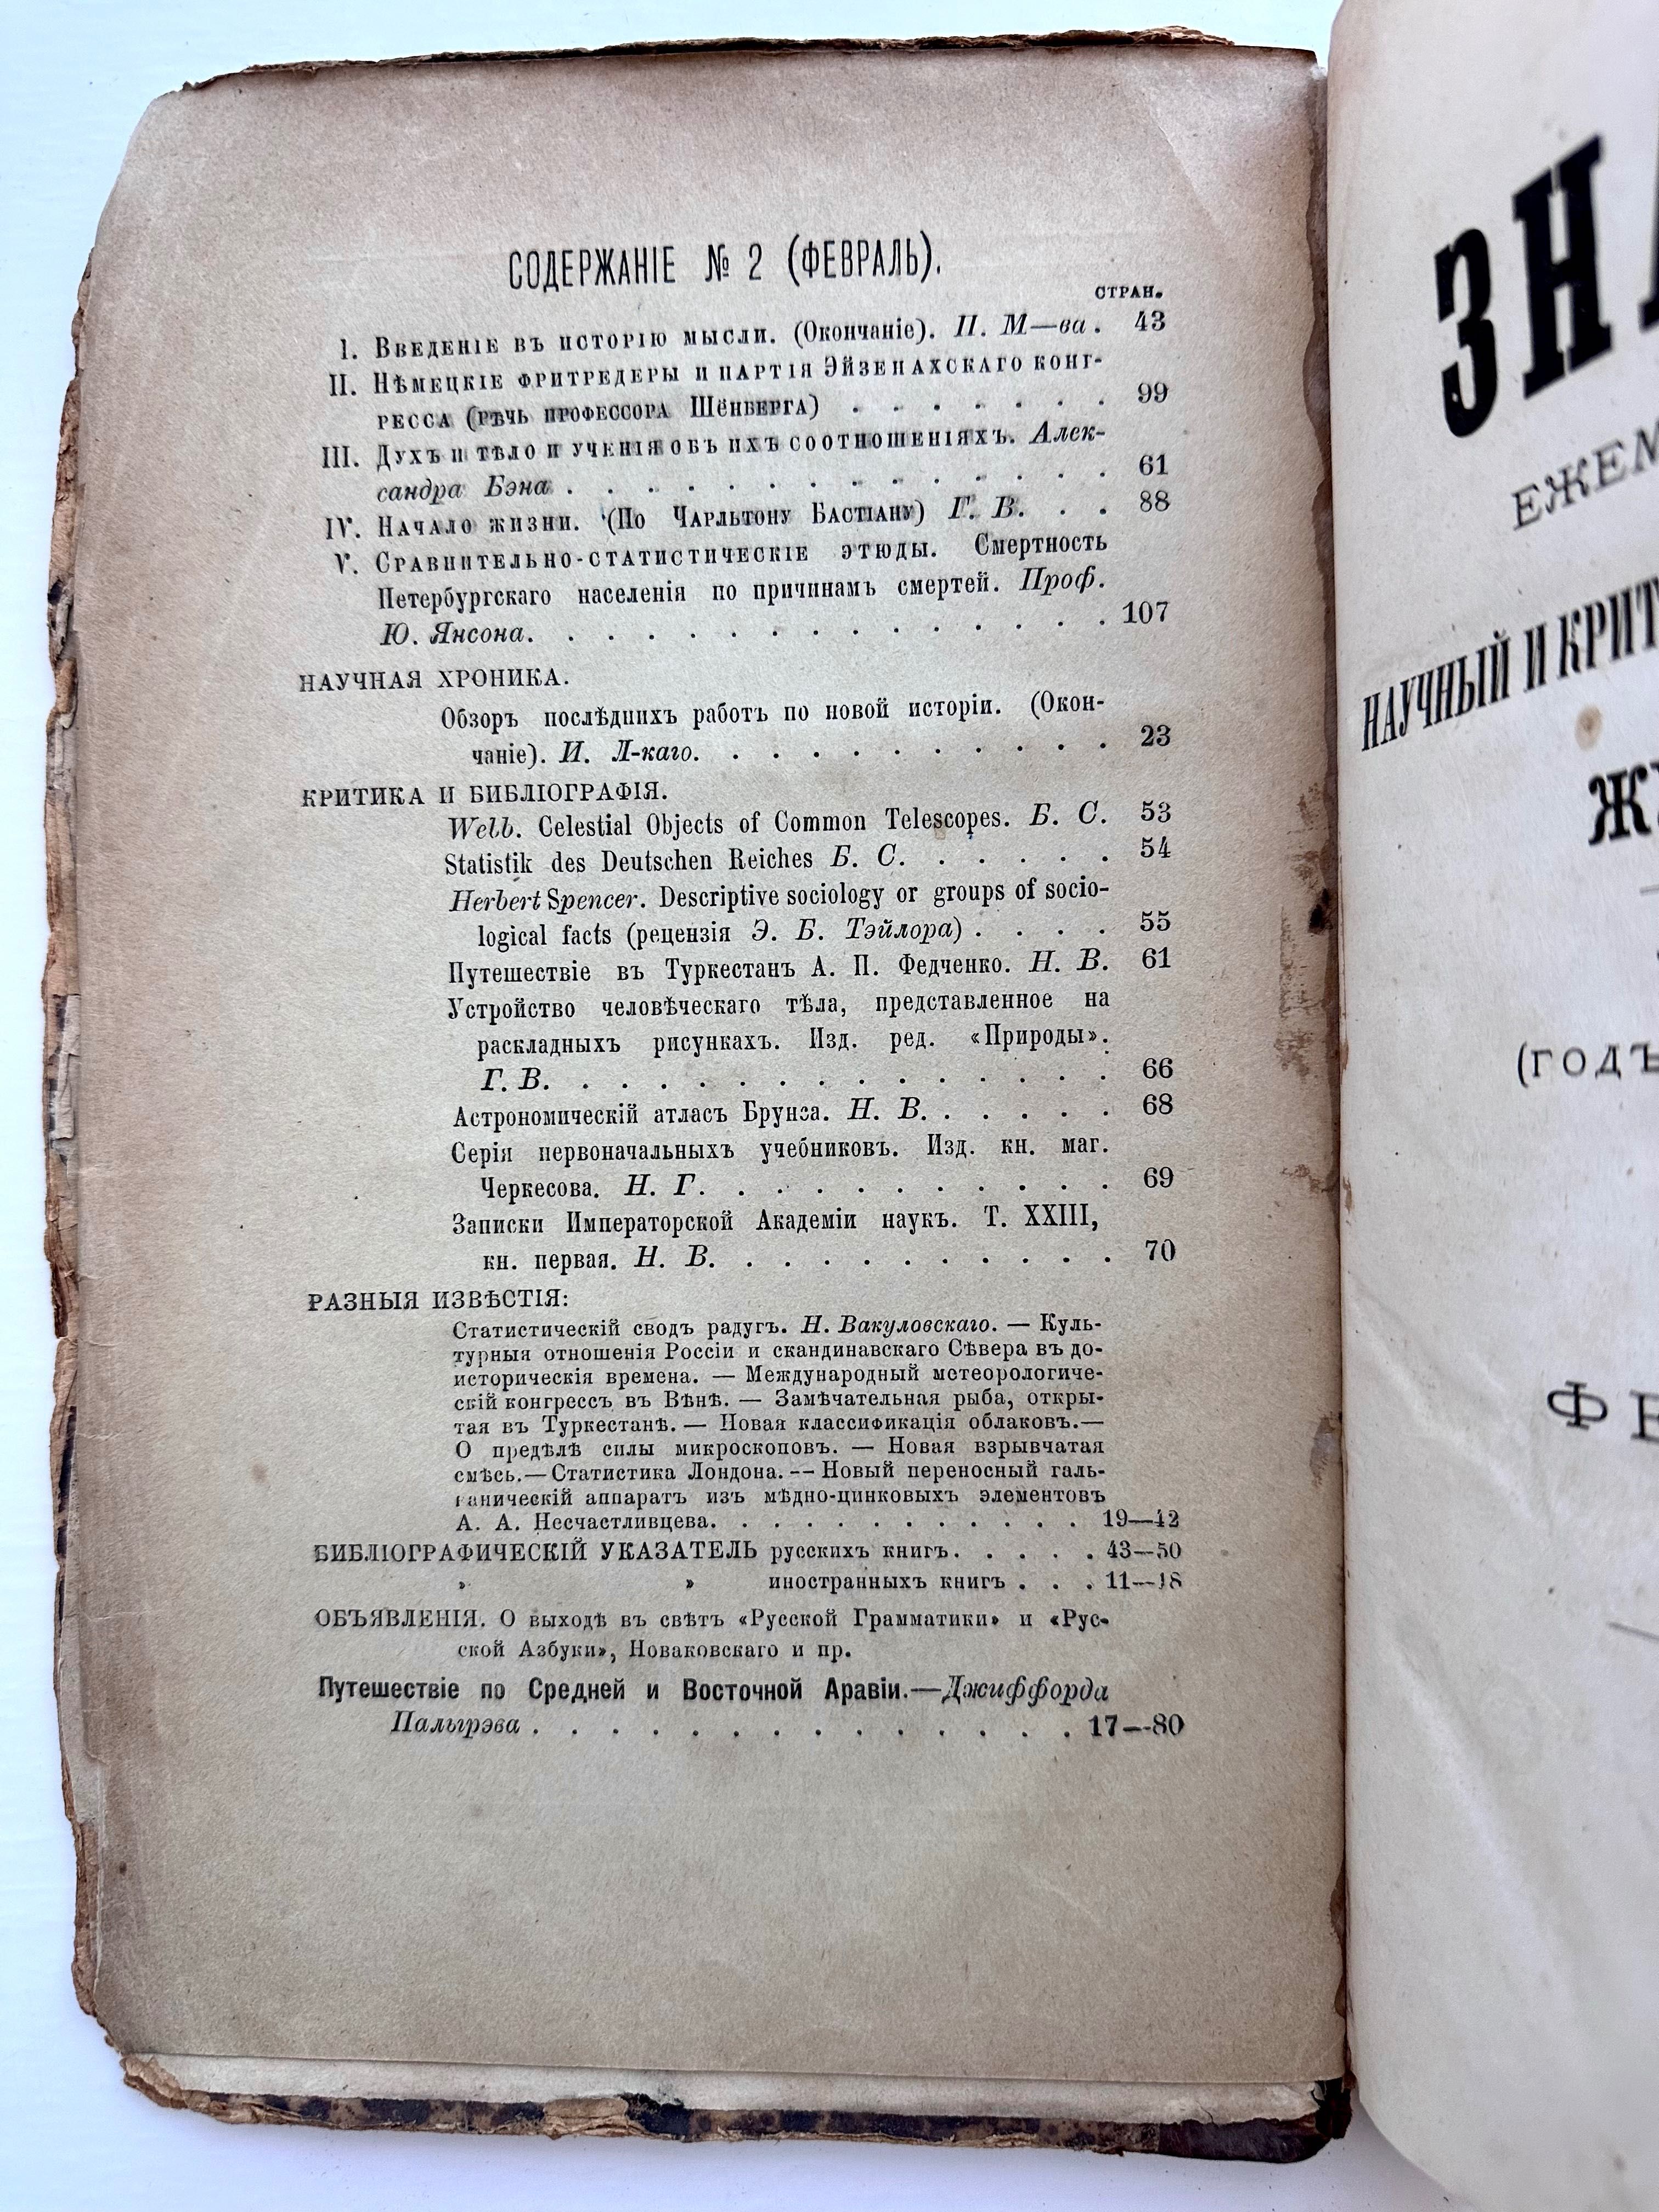 СОДЕРЖАНІЕ № 2 (ФЕВРАЛЬ).
СТРАН.
I. Введеніе въ исторію мысли. (Окончаніе). П. М—ва. 43
II. Нѣмецкіе фритредеры и партія Эйзенахскаго конг-
ресса (рѣчь профессора Шёнберга) . . . . . . . 99
III. Духъ и тѣло и ученія объ ихъ соотношеніяхъ. Алек-
сандра Бэна . . . . . . . . . . . . . . 61
IV. Начало жизни. (По Чарльтону Бастіану) Г. В. . . 88
V. Сравнительно-статистическіе этюды. Смертность
Петербургскаго населенія по причинамъ смертей. Проф.
Ю. Янсона. . . . . . . . . . . . . . . . 107
НАУЧНАЯ ХРОНИКА.
Обзоръ послѣднихъ работъ по новой исторіи. (Окон-
чаніе). И. Л-каго. . . . . . . . . . . 23
КРИТИКА И БИБЛІОГРАФІЯ.
Welb. Celestial Objects of Common Telescopes. Б. С. 53
Statistik des Deutschen Reiches Б. С. . . . . . 54
Herbert Spencer. Descriptive sociology or groups of socio-
logical facts (рецензія Э. Б. Тэйлора) . . . . 55
Путешествіе въ Туркестанъ А. П. Федченко. Н. В. 61
Устройство человѣческаго тѣла, представленное на
раскладныхъ рисункахъ. Изд. ред. «Природы».
Г. В. . . . . . . . . . . . . . . . 66
Астрономическій атласъ Брунса. Н. В. . . . . . 68
Серія первоначальныхъ учебниковъ. Изд. кн. маг.
Черкесова. Н. Г. . . . . . . . . . . 69
Записки Императорской Академіи наукъ. Т. XXIII,
кн. первая. Н. В. . . . . . . . . . . 70
РАЗНЫЯ ИЗВѢСТІЯ:
Статистическій сводъ радугъ. Н. Вакуловскаго. — Куль-
турныя отношенія Россіи и скандинавскаго Сѣвера въ до-
историческія времена. — Международный метеорологиче-
скій конгрессъ въ Вѣнѣ. — Замѣчательная рыба, откры-
тая въ Туркестанѣ. — Новая классификація облаковъ.—
О предѣлѣ силы микроскоповъ. — Новая взрывчатая
смѣсь.—Статистика Лондона.—Новый переносный галь-
ваническій аппаратъ изъ мѣдно-цинковыхъ элементовъ
А. А. Несчастливцева. . . . . . . . . . . 19—42
БИБЛІОГРАФИЧЕСКІЙ УКАЗАТЕЛЬ русскихъ книгъ. . . . . 43—50
» » иностранныхъ книгъ . . . 11—18
ОБЪЯВЛЕНІЯ. О выходѣ въ свѣтъ «Русской Грамматики» и «Рус-
ской Азбуки», Новаковскаго и пр.
Путешествіе по Средней и Восточной Аравіи.—Джиффорда
Пальгрэва . . . . . . . . . . . . . . 17—80
ЗНА
ЕЖЕМ
НАУЧНЫЙ И КРИТ
ЖУ
(ГОДЪ
ФЕ